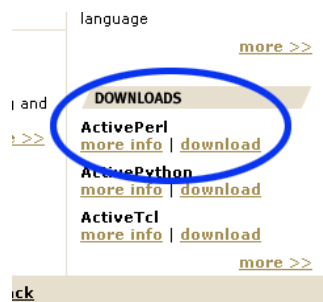 language
more >>
g and
DOWNLOADS
ActivePerl
more info | download
>>
ActivePython
more info | download
ActiveTcl
more info | download
more >>
ck